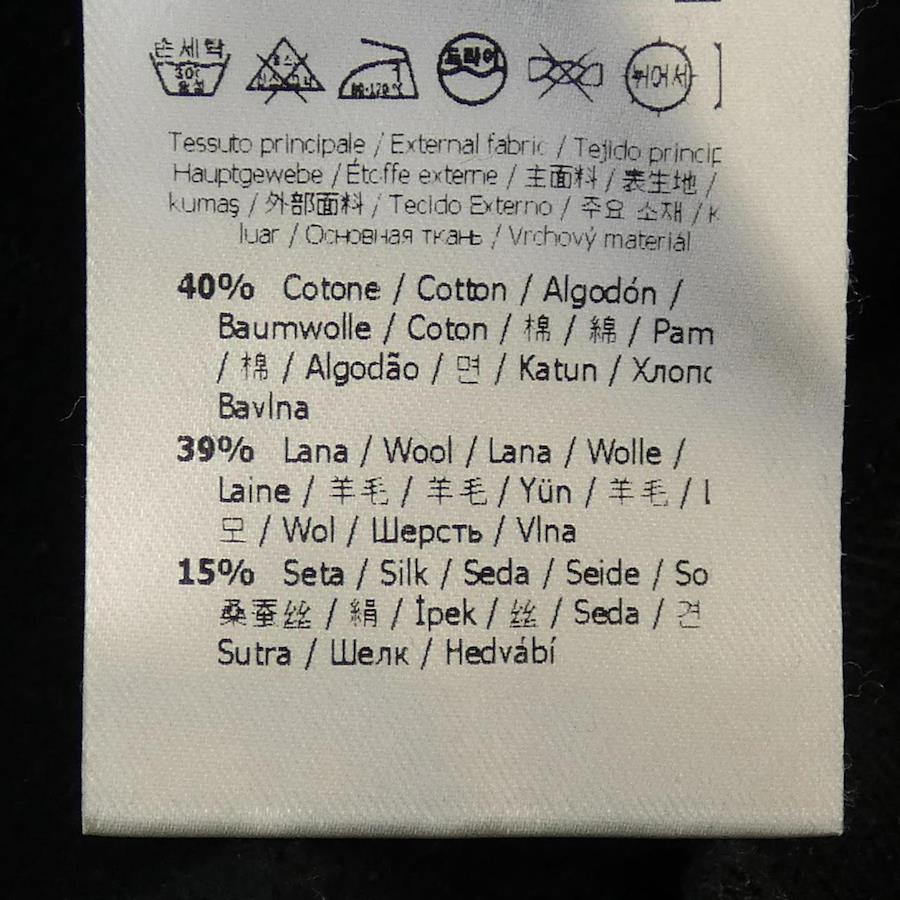 손세탁
30℃
드라이
뉘어서
Tessuto principale / External fabric / Tejido princip
Hauptgewebe / Étoffe externe / 主面料 / 表生地 /
kumaş / 外部面料 / Tecido Externo / 주요 소재 / K
luar / Основная ткань / Vrchový materiál
40% Cotone / Cotton / Algodón /
Baumwolle / Coton / 棉 / 綿 / Pam
/ 棉 / Algodão / 면 / Katun / Хлопо
Bavlna
39% Lana / Wool / Lana / Wolle /
Laine / 羊毛 / 羊毛 / Yün / 羊毛 / L
모 / Wol / Шерсть / Vlna
15% Seta / Silk / Seda / Seide / So
桑蚕丝 / 絹 / İpek / 丝 / Seda / 견
Sutra / Шелк / Hedvábí